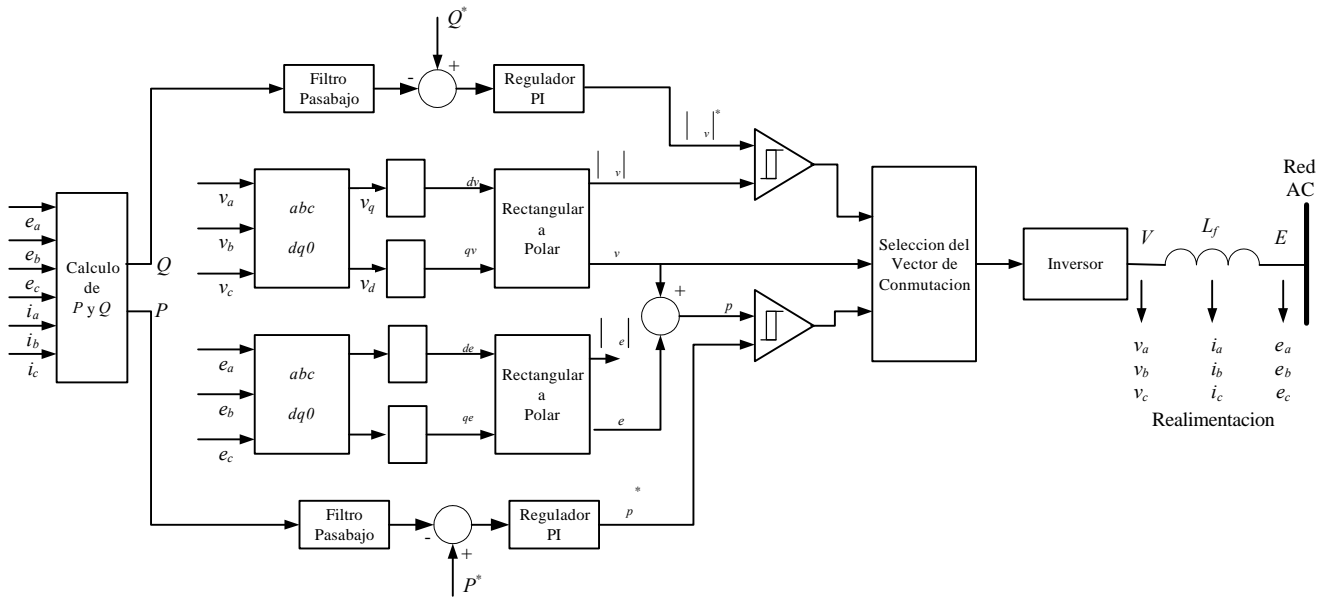 Q*
Filtro
Pasabajo
-
+
Regulador
PI
| v|*
e_a
e_b
e_c
i_a
i_b
i_c
Calculo
de
P y Q
Q
P
v_a
v_b
v_c
abc
dq0
v_q
v_d
dv
qv
Rectangular
a
Polar
| v|
v
+
p
e_a
e_b
e_c
abc
dq0
de
qe
Rectangular
a
Polar
| e|
e
Filtro
Pasabajo
-
+
P*
Regulador
PI
p*
Seleccion del
Vector de
Conmutacion
Inversor
V
L_f
E
Red
AC
v_a i_a e_a
v_b i_b e_b
v_c i_c e_c
Realimentacion